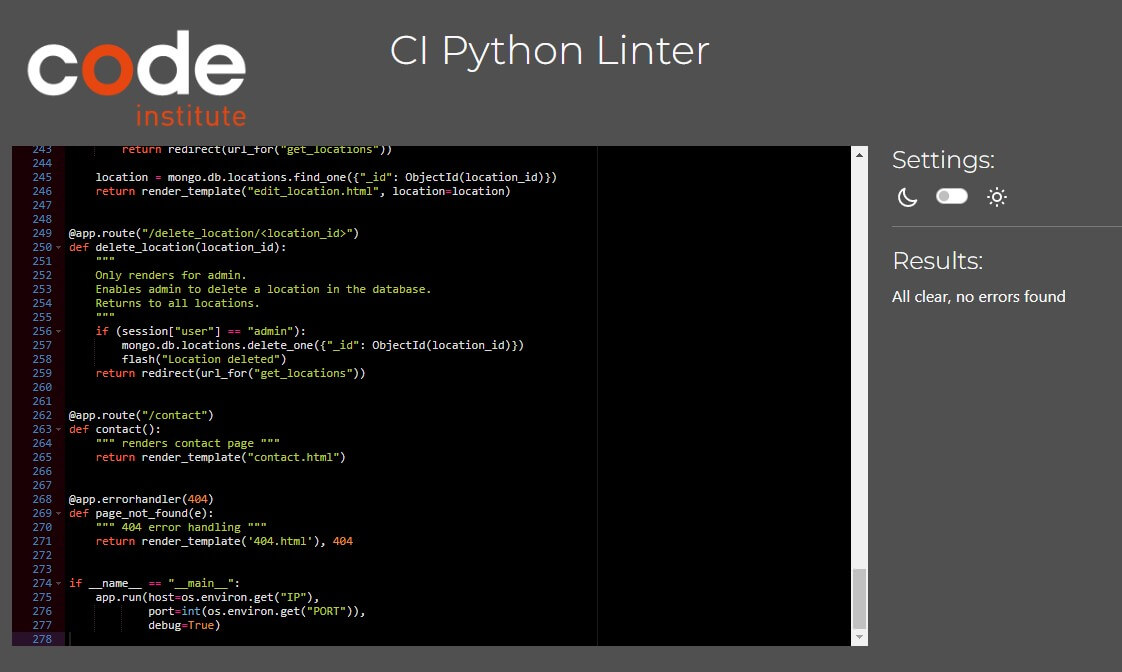 code
institute
CI Python Linter
243             return redirect(url_for("get_locations"))
244
245     location = mongo.db.locations.find_one({"_id": ObjectId(location_id)})
246     return render_template("edit_location.html", location=location)
247
248
249 @app.route("/delete_location/<location_id>")
250 def delete_location(location_id):
251     """
252     Only renders for admin.
253     Enables admin to delete a location in the database.
254     Returns to all locations.
255     """
256     if (session["user"] == "admin"):
257         mongo.db.locations.delete_one({"_id": ObjectId(location_id)})
258         flash("Location deleted")
259     return redirect(url_for("get_locations"))
260
261
262 @app.route("/contact")
263 def contact():
264     """ renders contact page """
265     return render_template("contact.html")
266
267
268 @app.errorhandler(404)
269 def page_not_found(e):
270     """ 404 error handling """
271     return render_template('404.html'), 404
272
273
274 if __name__ == "__main__":
275     app.run(host=os.environ.get("IP"),
276             port=int(os.environ.get("PORT")),
277             debug=True)
278
Settings:
Results:
All clear, no errors found